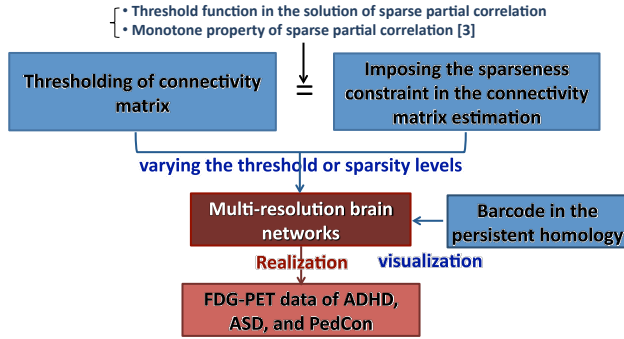 • Threshold function in the solution of sparse partial correlation
• Monotone property of sparse partial correlation [3]
Thresholding of connectivity
matrix
=
Imposing the sparseness
constraint in the connectivity
matrix estimation
varying the threshold or sparsity levels
Multi-resolution brain
networks
Barcode in the
persistent homology
Realization
visualization
FDG-PET data of ADHD,
ASD, and PedCon